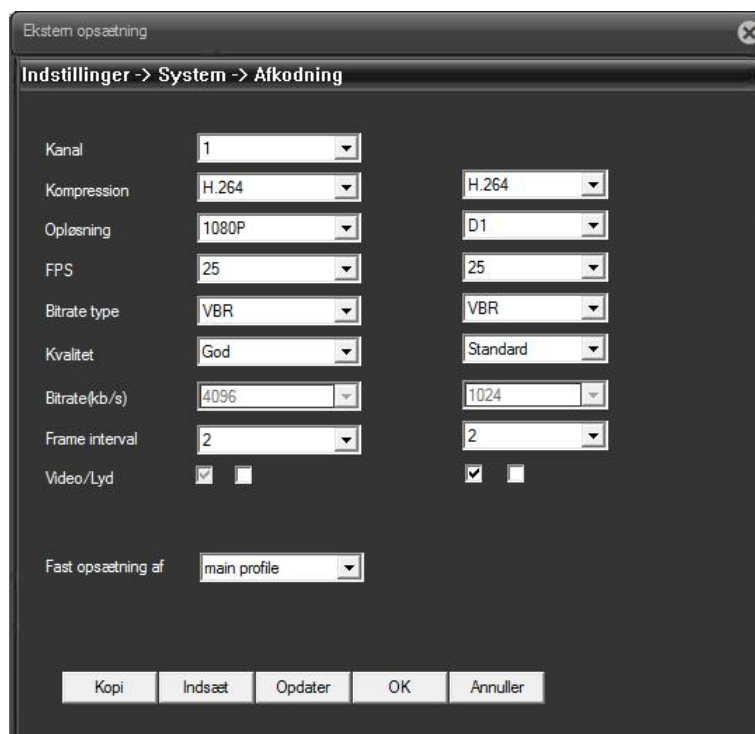 Ekstern opsætning
Indstillinger -> System -> Afkodning
Kanal 1
Kompression H.264 H.264
Opløsning 1080P D1
FPS 25 25
Bitrate type VBR VBR
Kvalitet God Standard
Bitrate(kb/s) 4096 1024
Frame interval 2 2
Video/Lyd
Fast opsætning af main profile
Kopi Indsæt Opdater OK Annuller